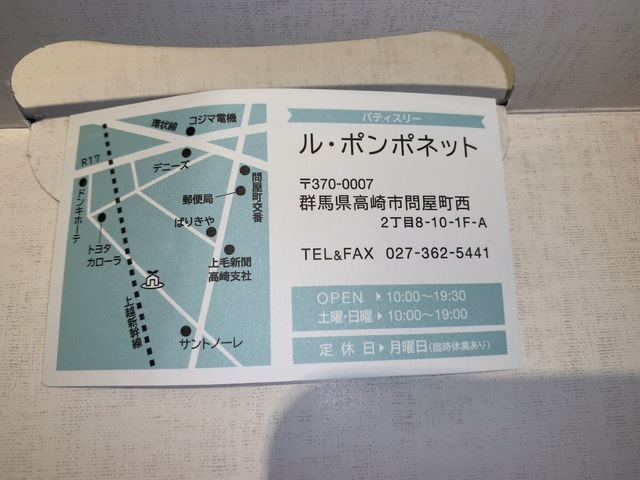 パティスリー
ル・ポンポネット
〒370-0007
群馬県高崎市問屋町西
2丁目8-10-1F-A
TEL&FAX 027-362-5441
OPEN ▶ 10:00〜19:30
土曜・日曜 ▶ 10:00〜19:00
定休日 ▶ 月曜日(臨時休業あり)
環状線
コジマ電機
R17
デニーズ
ドンキホーテ
郵便局
問屋町交番
ばりきや
トヨタ
カローラ
上毛新聞
高崎支社
上越新幹線
サントノーレ